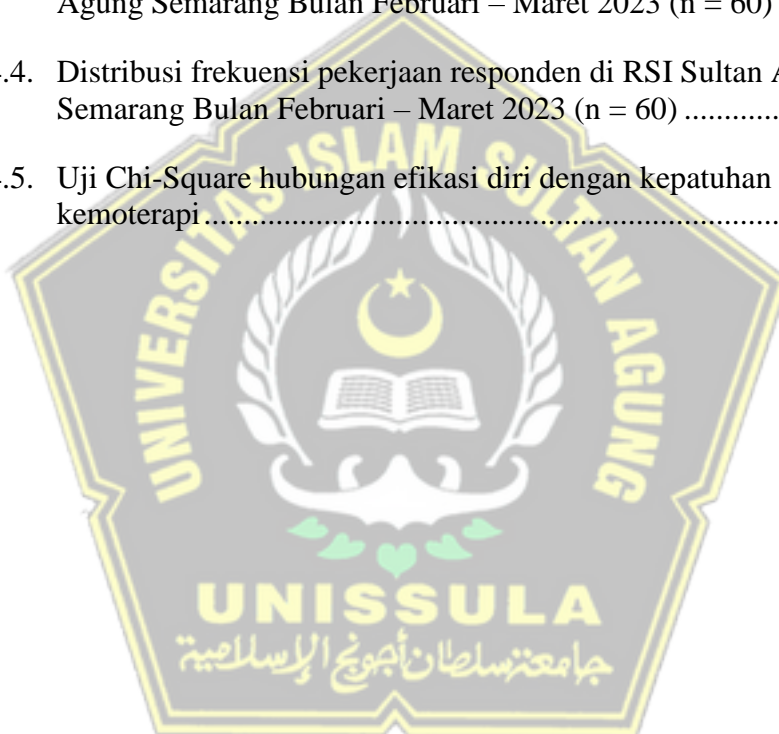 Agung Semarang Bulan Februari – Maret 2023 (n = 60)
.4. Distribusi frekuensi pekerjaan responden di RSI Sultan A
Semarang Bulan Februari – Maret 2023 (n = 60) ............
.5. Uji Chi-Square hubungan efikasi diri dengan kepatuhan
kemoterapi ......................................................................
UNIVERSITAS ISLAM SULTAN AGUNG
UNISSULA
جامعة سلطان أجونج الإسلامية